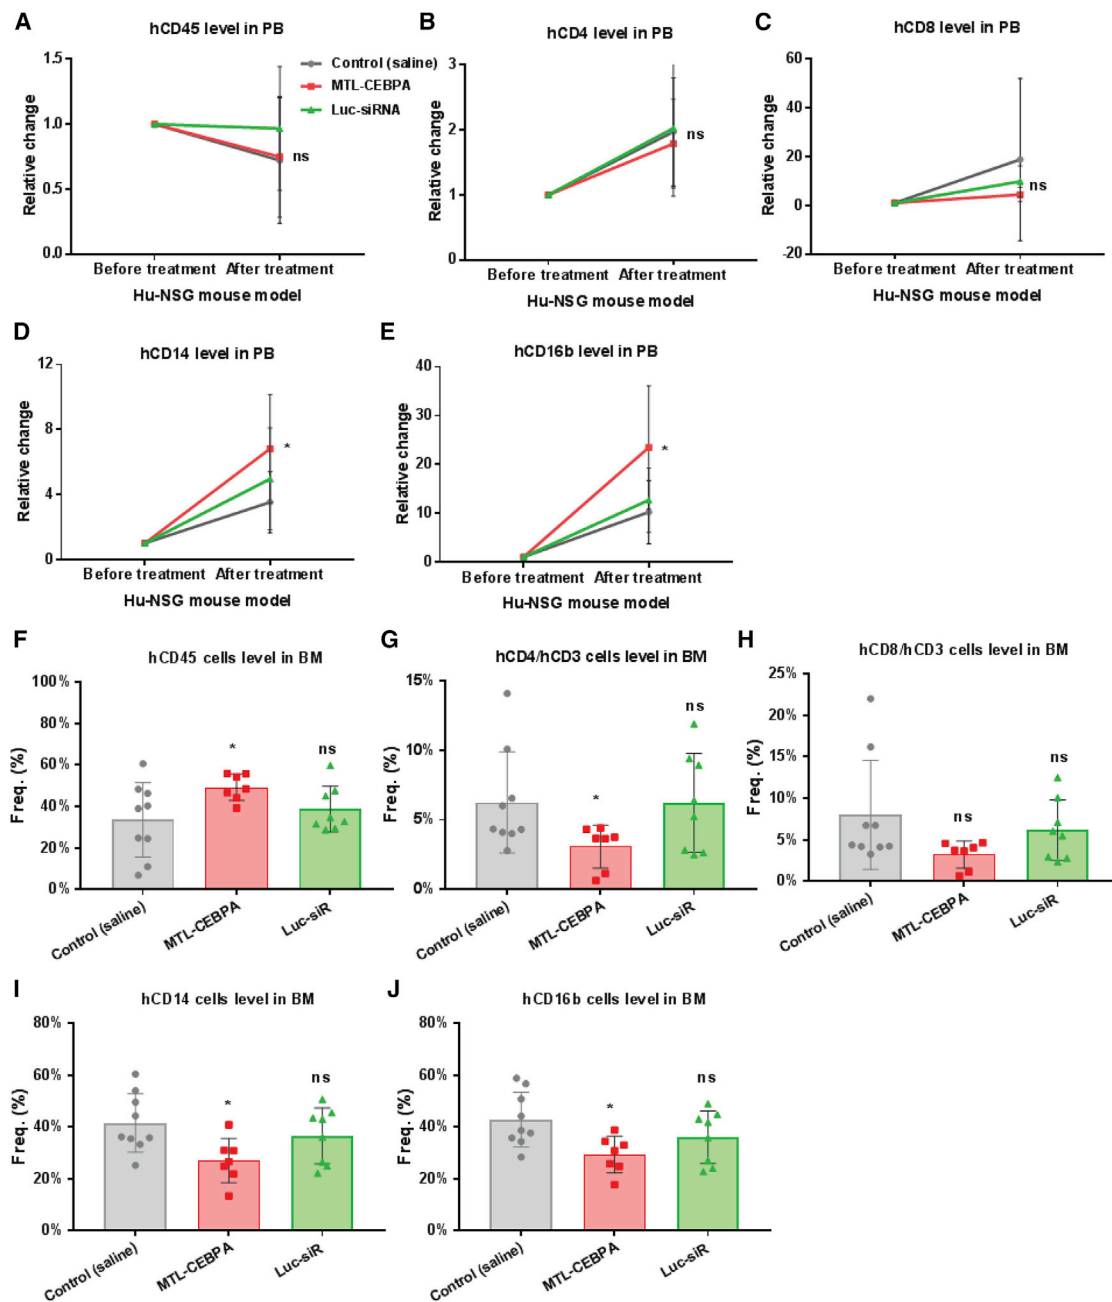 A
hCD45 level in PB
1.5
1.0
0.5
0.0
Relative change
Control (saline)
MTL-CEBPA
Luc-siRNA
ns
Before treatment After treatment
Hu-NSG mouse model
B
hCD4 level in PB
3
2
1
0
Relative change
ns
Before treatment After treatment
Hu-NSG mouse model
C
hCD8 level in PB
60
40
20
0
-20
Relative change
ns
Before treatment After treatment
Hu-NSG mouse model
D
hCD14 level in PB
12
8
4
0
Relative change
*
Before treatment After treatment
Hu-NSG mouse model
E
hCD16b level in PB
40
30
20
10
0
Relative change
*
Before treatment After treatment
Hu-NSG mouse model
F
hCD45 cells level in BM
100%
80%
60%
40%
20%
0%
Freq. (%)
*
ns
Control (saline)
MTL-CEBPA
Luc-siR
G
hCD4/hCD3 cells level in BM
15%
10%
5%
0%
Freq. (%)
*
ns
Control (saline)
MTL-CEBPA
Luc-siR
H
hCD8/hCD3 cells level in BM
25%
20%
15%
10%
5%
0%
Freq. (%)
ns
ns
Control (saline)
MTL-CEBPA
Luc-siR
I
hCD14 cells level in BM
80%
60%
40%
20%
0%
Freq. (%)
*
ns
Control (saline)
MTL-CEBPA
Luc-siR
J
hCD16b cells level in BM
80%
60%
40%
20%
0%
Freq. (%)
*
ns
Control (saline)
MTL-CEBPA
Luc-siR